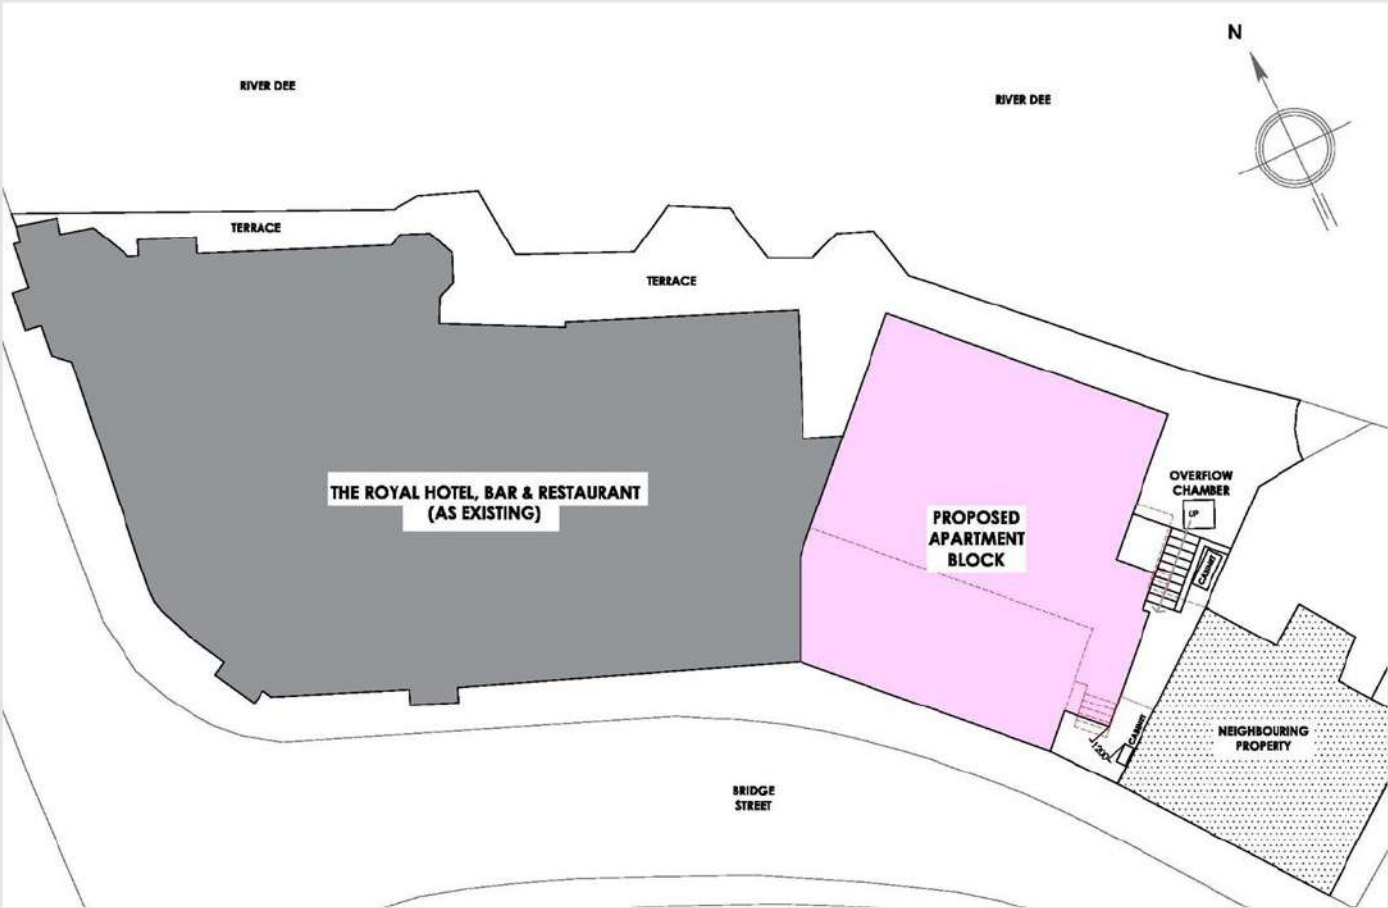 N
RIVER DEE
RIVER DEE
TERRACE
TERRACE
OVERFLOW
CHAMBER
UP
CABINET
THE ROYAL HOTEL, BAR & RESTAURANT
(AS EXISTING)
PROPOSED
APARTMENT
BLOCK
CABINET
1200
NEIGHBOURING
PROPERTY
BRIDGE
STREET